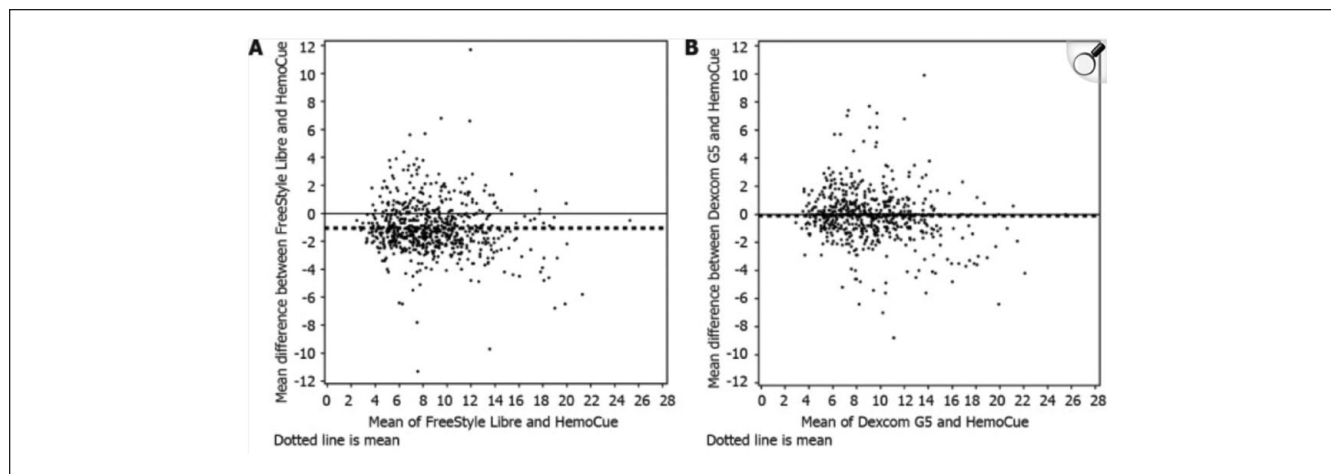 A
Mean difference between FreeStyle Libre and HemoCue
12
10
8
6
4
2
0
-2
-4
-6
-8
-10
-12
0 2 4 6 8 10 12 14 16 18 20 22 24 26 28
Mean of FreeStyle Libre and HemoCue
Dotted line is mean
B
Mean difference between Dexcom G5 and HemoCue
12
10
8
6
4
2
0
-2
-4
-6
-8
-10
-12
0 2 4 6 8 10 12 14 16 18 20 22 24 26 28
Mean of Dexcom G5 and HemoCue
Dotted line is mean